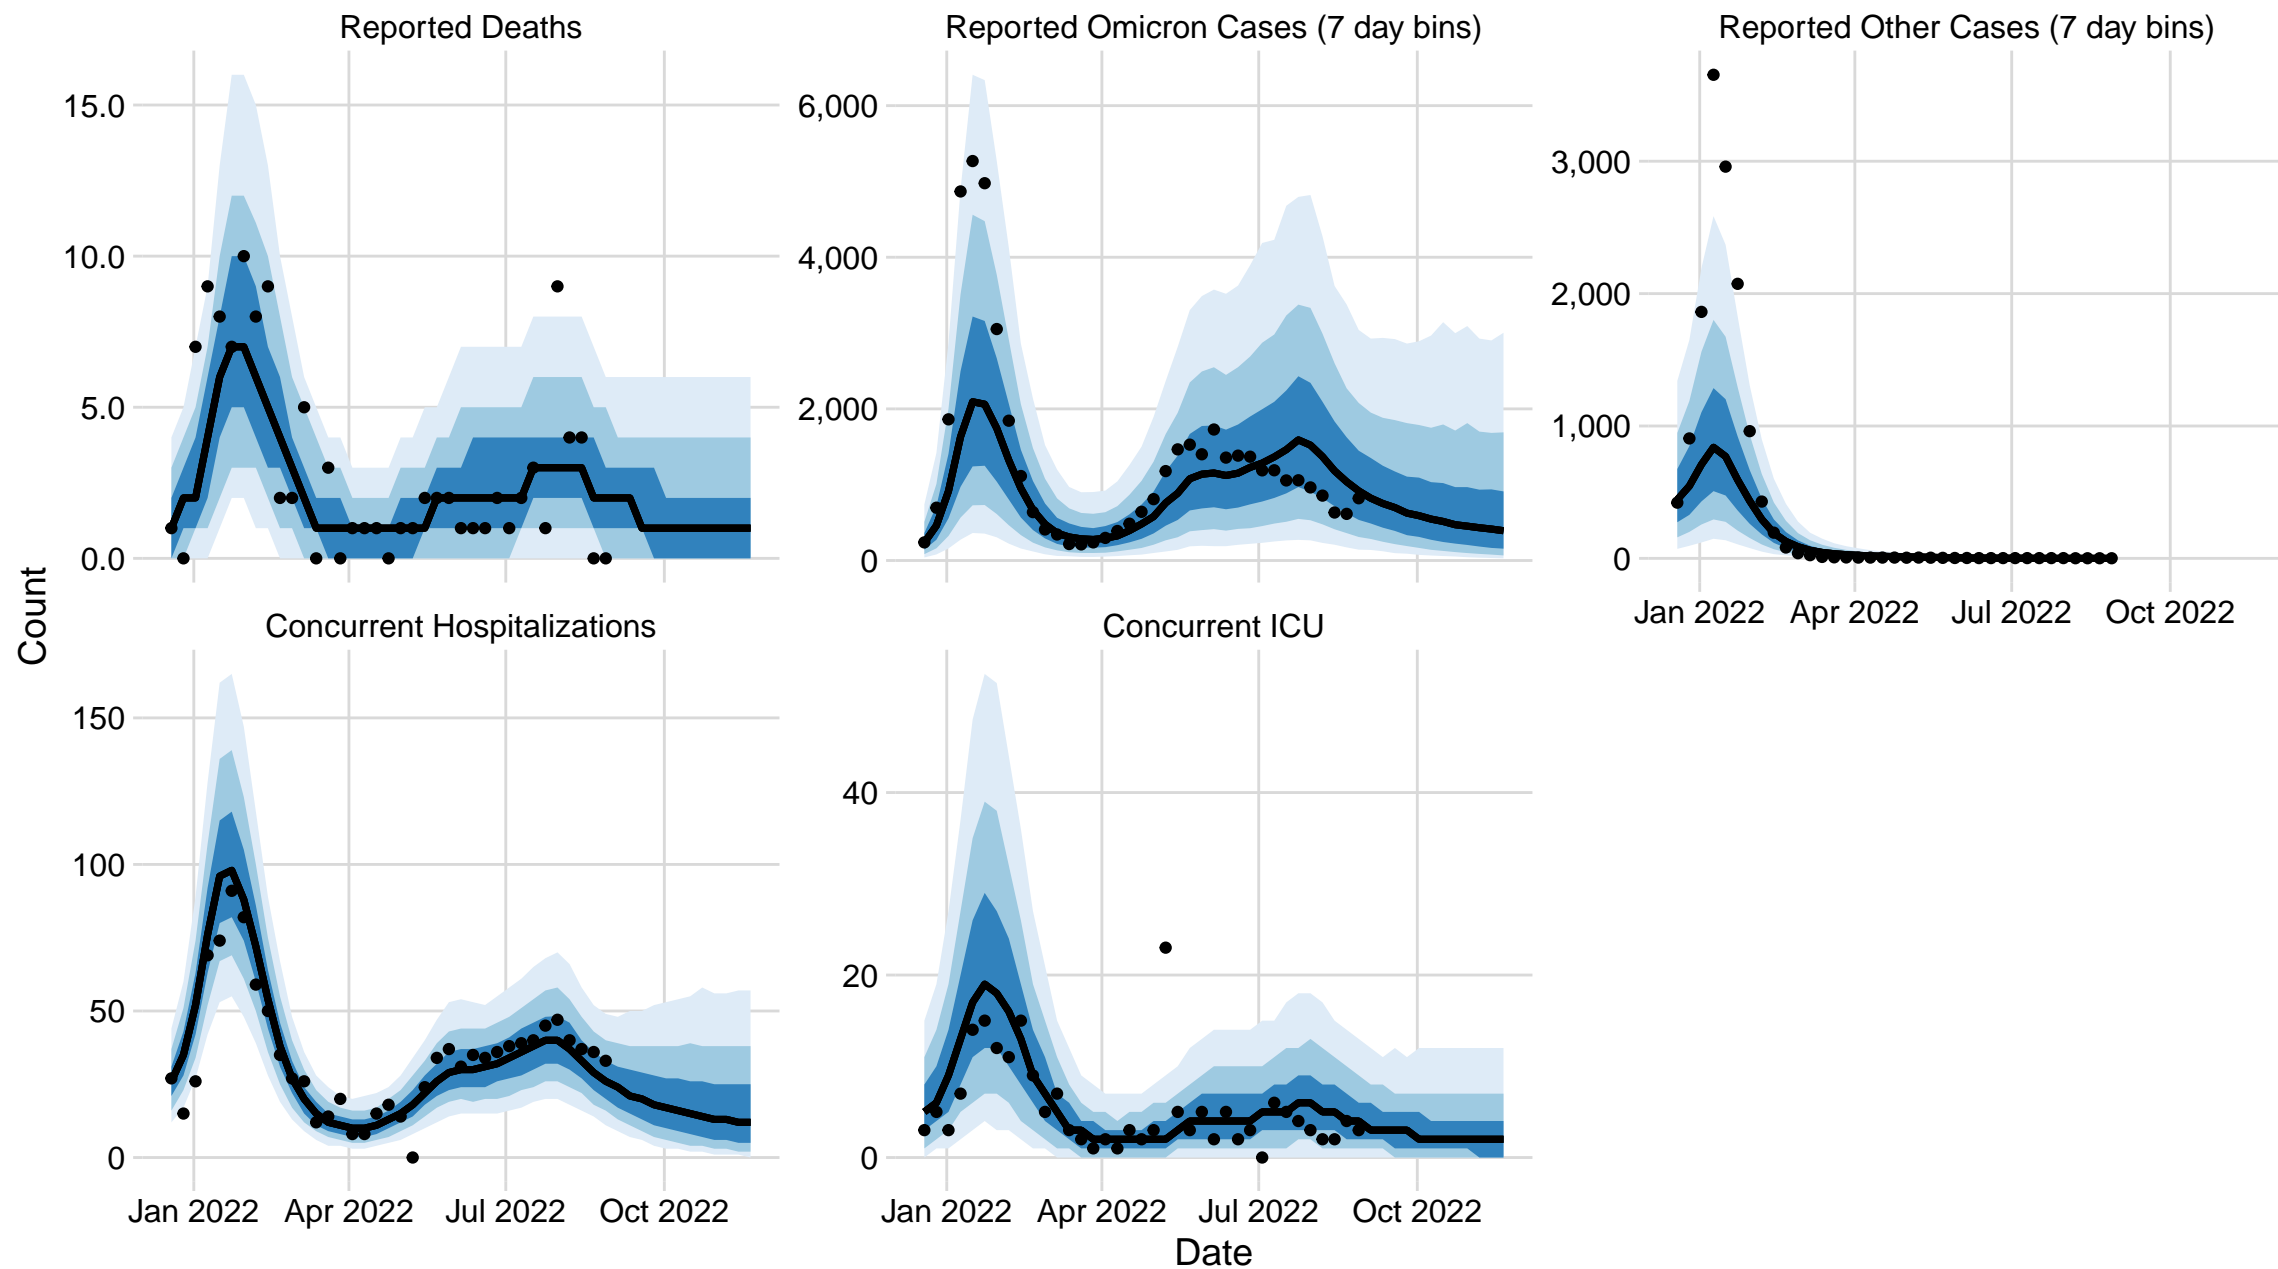 Reported Deaths
Reported Omicron Cases (7 day bins)
Reported Other Cases (7 day bins)
15.0
10.0
5.0
0.0
6,000
4,000
2,000
0
3,000
2,000
1,000
0
Jan 2022 Apr 2022 Jul 2022 Oct 2022
Count
Concurrent Hospitalizations
Concurrent ICU
150
100
50
0
40
20
0
Jan 2022 Apr 2022 Jul 2022 Oct 2022
Jan 2022 Apr 2022 Jul 2022 Oct 2022
Date